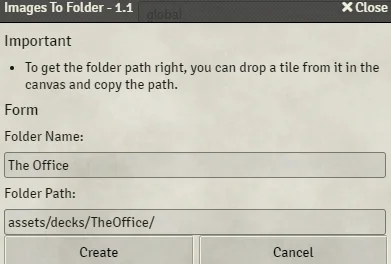 Images To Folder - 1.1
global
Close
Important
• To get the folder path right, you can drop a tile from it in the
canvas and copy the path.
Form
Folder Name:
The Office
Folder Path:
assets/decks/TheOffice/
Create
Cancel